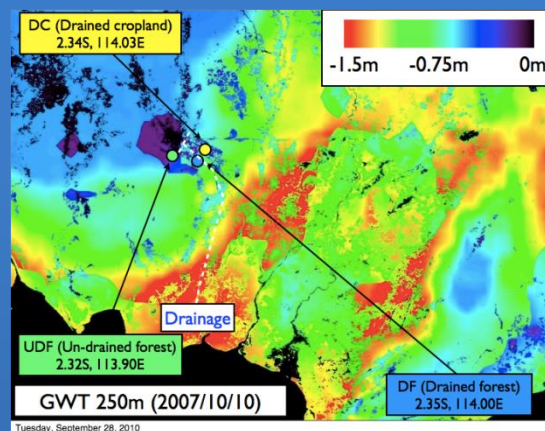 DC (Drained cropland)
2.34S, 114.03E
-1.5m -0.75m 0m
Drainage
UDF (Un-drained forest)
2.32S, 113.90E
DF (Drained forest)
2.35S, 114.00E
GWT 250m (2007/10/10)
Tuesday, September 28, 2010